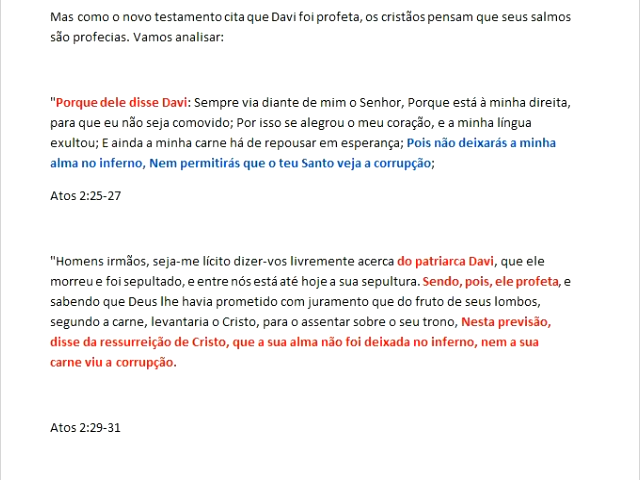 Mas como o novo testamento cita que Davi foi profeta, os cristãos pensam que seus salmos
são profecias. Vamos analisar:
"Porque dele disse Davi: Sempre via diante de mim o Senhor, Porque está à minha direita,
para que eu não seja comovido; Por isso se alegrou o meu coração, e a minha língua
exultou; E ainda a minha carne há de repousar em esperança; Pois não deixarás a minha
alma no inferno, Nem permitirás que o teu Santo veja a corrupção;
Atos 2:25-27
"Homens irmãos, seja-me lícito dizer-vos livremente acerca do patriarca Davi, que ele
morreu e foi sepultado, e entre nós está até hoje a sua sepultura. Sendo, pois, ele profeta, e
sabendo que Deus lhe havia prometido com juramento que do fruto de seus lombos,
segundo a carne, levantaria o Cristo, para o assentar sobre o seu trono, Nesta previsão,
disse da ressurreição de Cristo, que a sua alma não foi deixada no inferno, nem a sua
carne viu a corrupção.
Atos 2:29-31